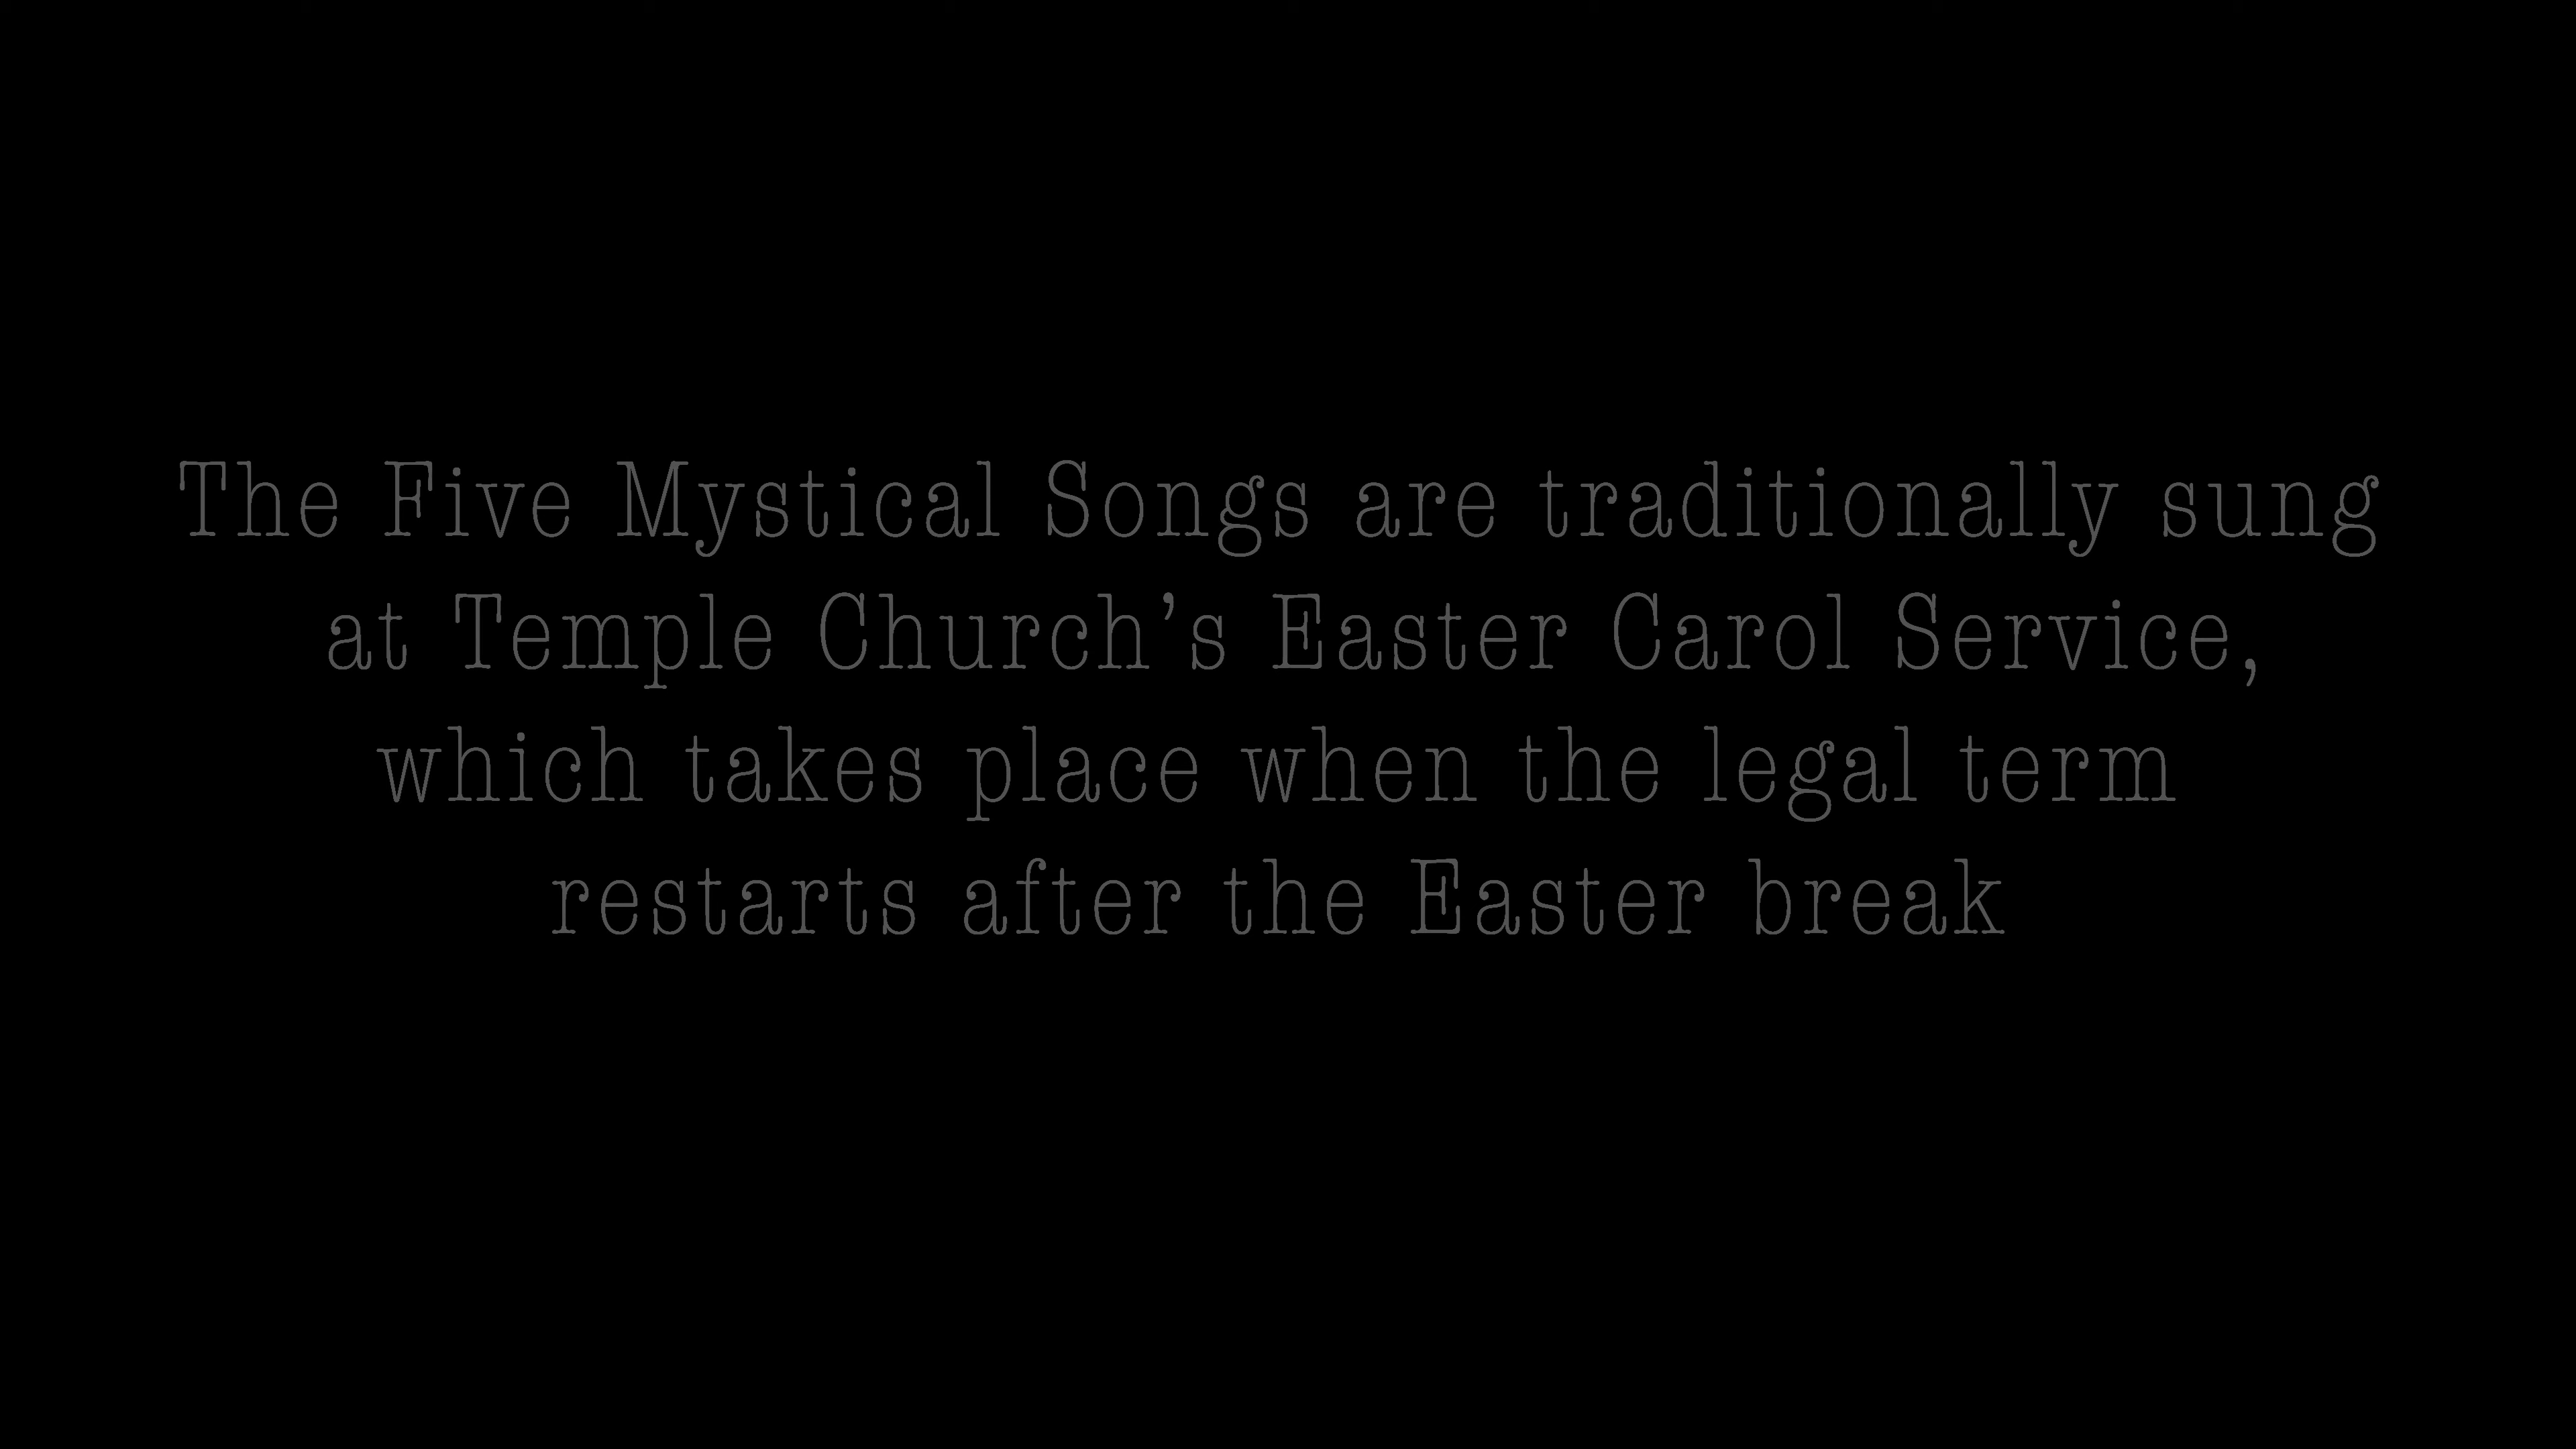 The Five Mystical Songs are traditionally sung
at Temple Church’s Easter Carol Service,
which takes place when the legal term
restarts after the Easter break